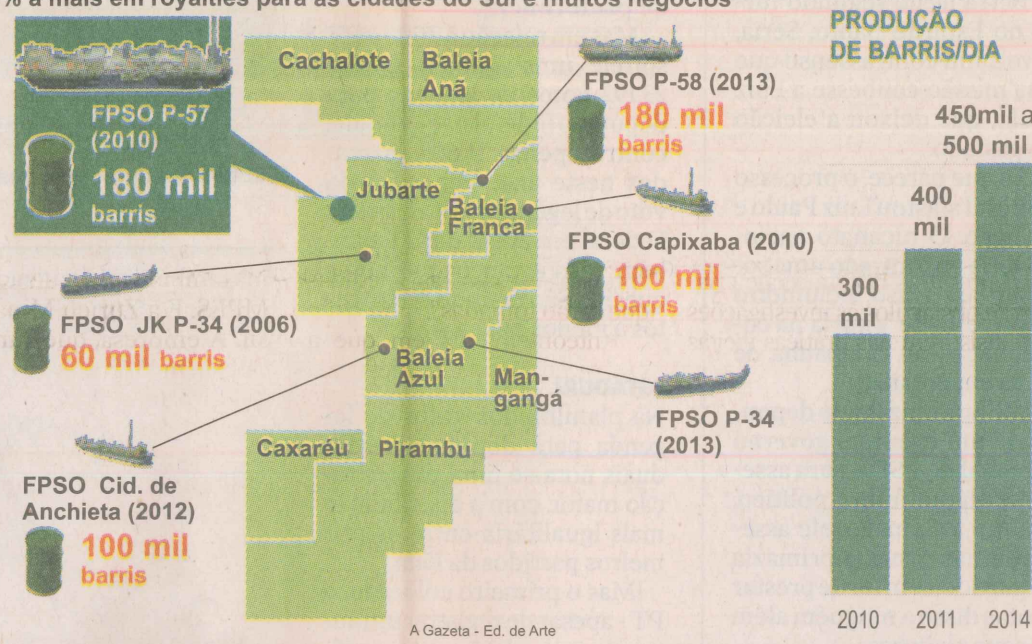 % a mais em royalties para as cidades do Sul e muitos negócios
FPSO P-57
(2010)
180 mil
barris
Cachalote
Baleia
Anã
Jubarte
Baleia
Franca
Baleia
Azul
Man-
gangá
Caxaréu
Pirambu
FPSO P-58 (2013)
180 mil
barris
FPSO Capixaba (2010)
100 mil
barris
FPSO JK P-34 (2006)
60 mil barris
FPSO P-34
(2013)
FPSO Cid. de
Anchieta (2012)
100 mil
barris
PRODUÇÃO
DE BARRIS/DIA
300
mil
400
mil
450mil a
500 mil
2010 2011 2014
A Gazeta - Ed. de Arte